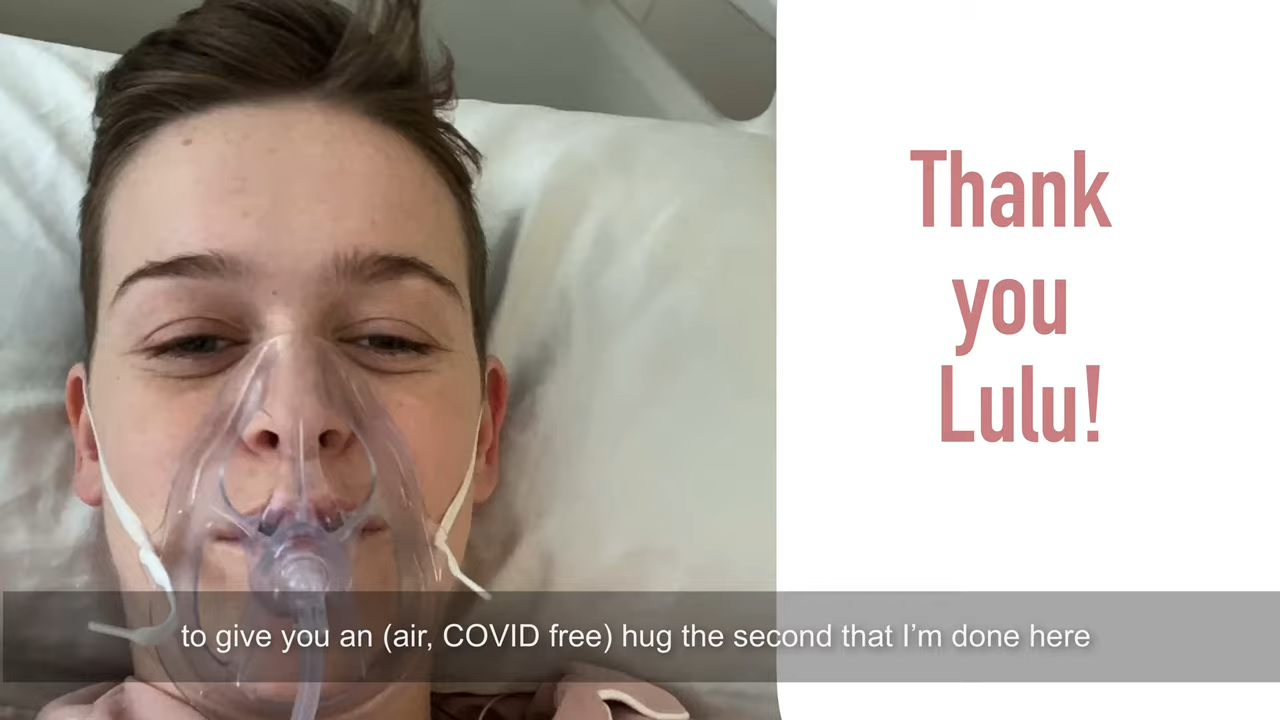 Thank
you
Lulu!
to give you an (air, COVID free) hug the second that I’m done here